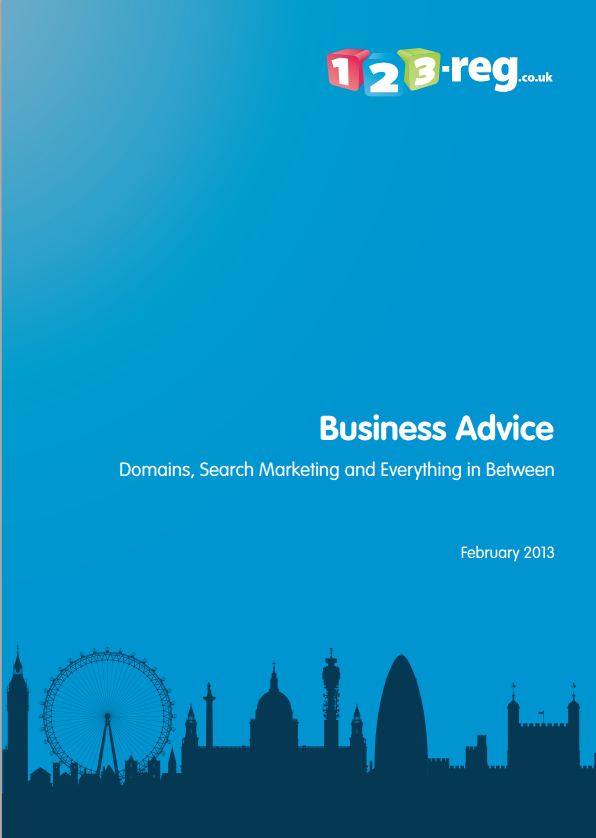 123-reg.co.uk
Business Advice
Domains, Search Marketing and Everything in Between
February 2013